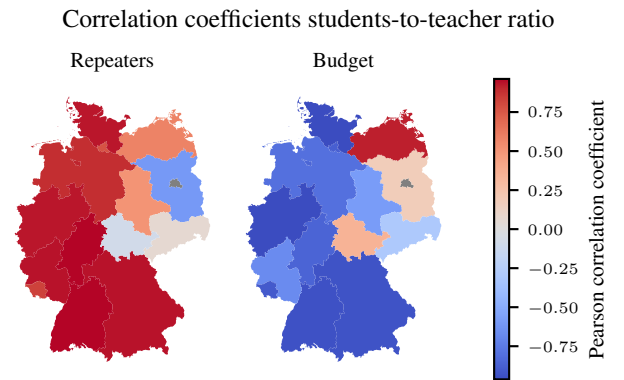 Correlation coefficients students-to-teacher ratio
Repeaters
Budget
0.75
0.50
0.25
0.00
−0.25
−0.50
−0.75
Pearson correlation coefficient